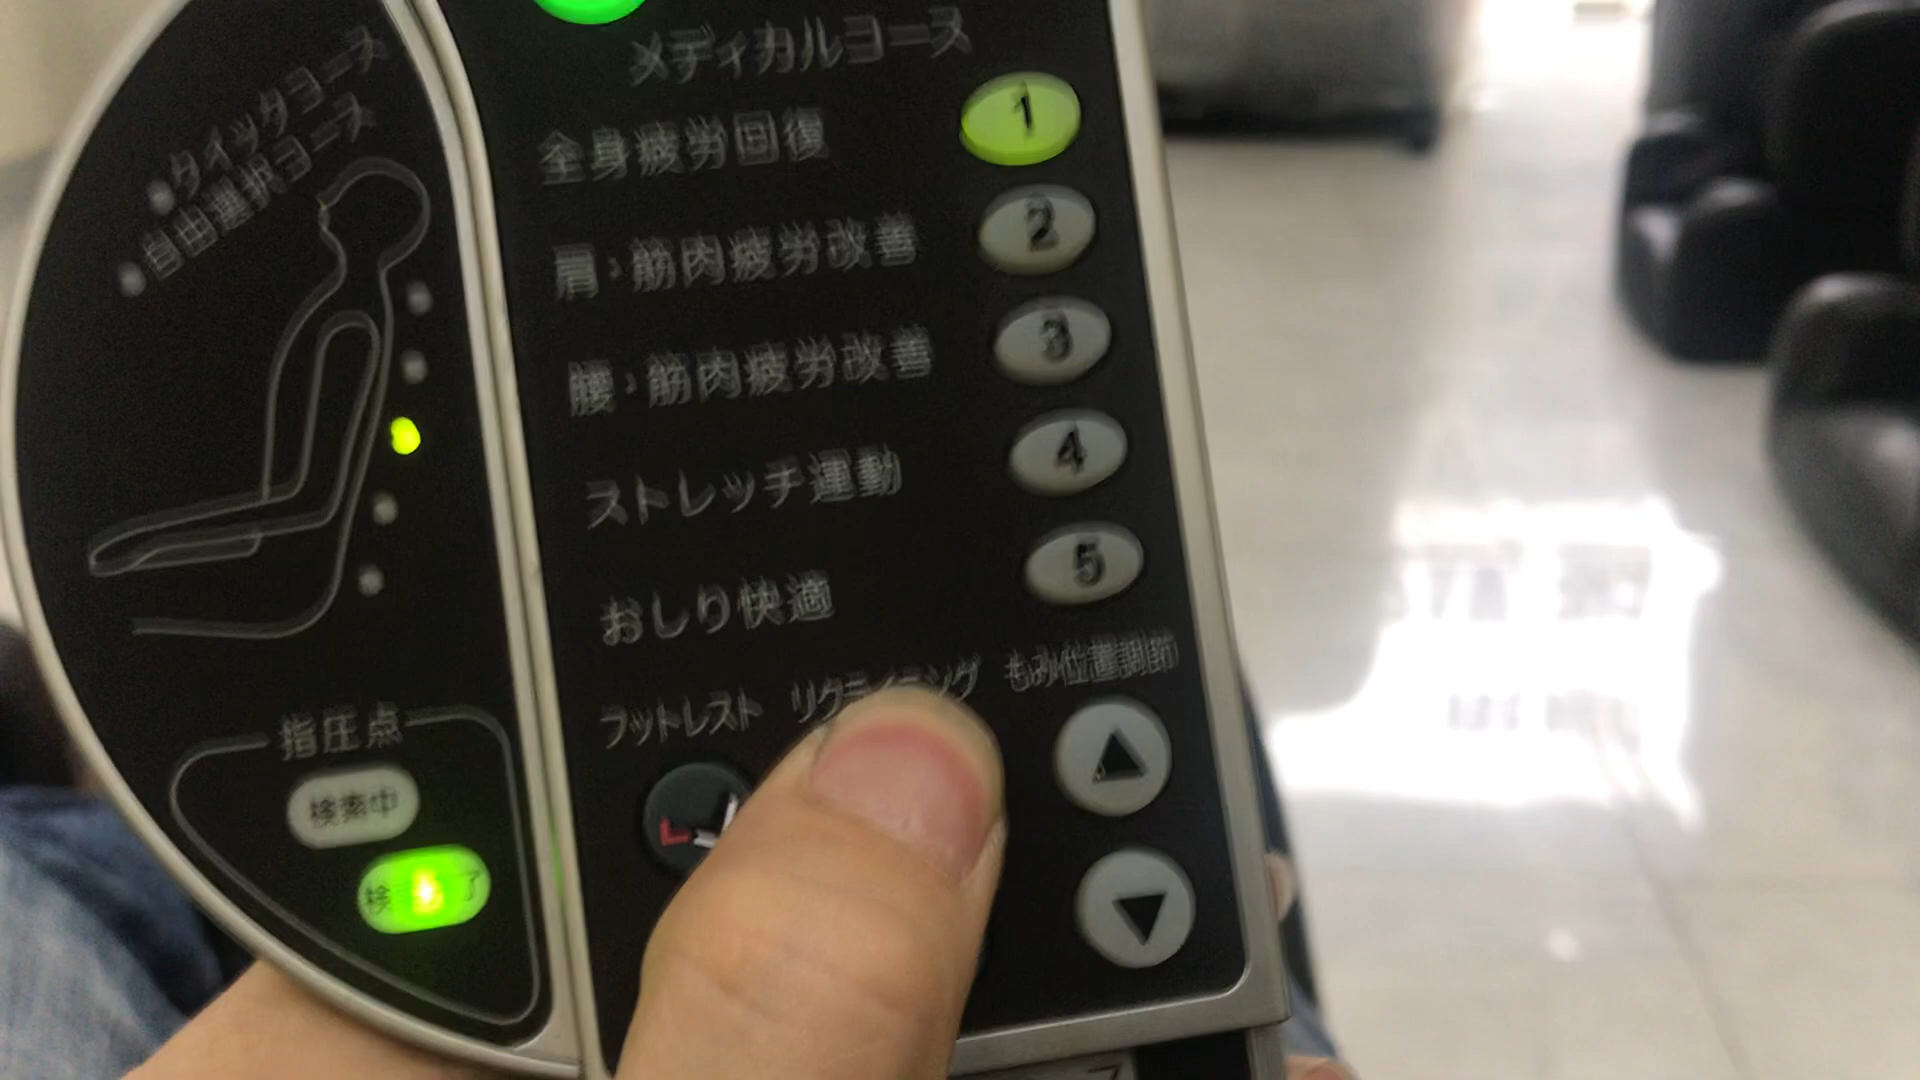 クイックコース
自由選択コース
メディカルコース
全身疲労回復 1
肩・筋肉疲労改善 2
腰・筋肉疲労改善 3
ストレッチ運動 4
おしり快適 5
フットレスト リクライニング もみ位置調節
指圧点
検索中